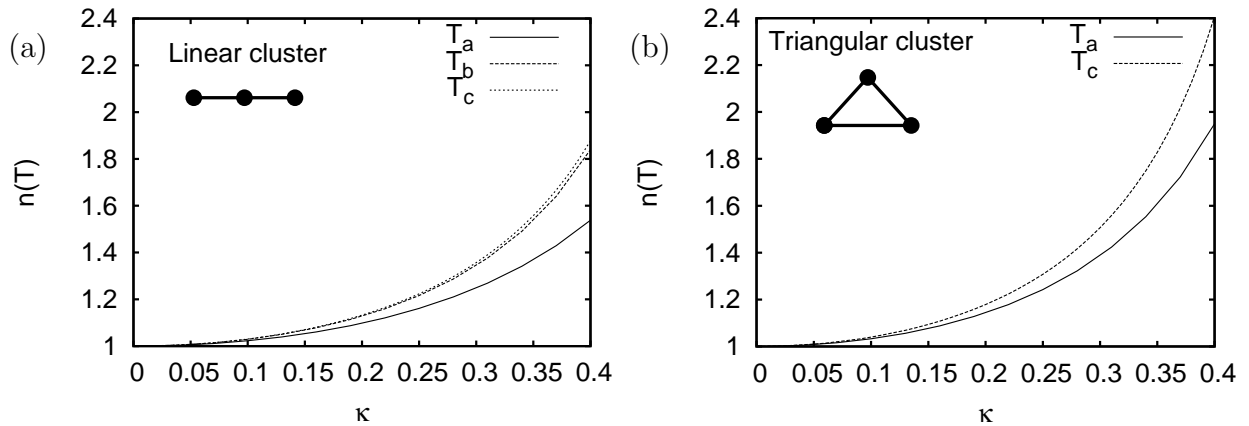 (a)
Linear cluster
T_a
T_b
T_c
n(T)
2.4
2.2
2
1.8
1.6
1.4
1.2
1
0 0.05 0.1 0.15 0.2 0.25 0.3 0.35 0.4
κ
(b)
Triangular cluster
T_a
T_c
n(T)
2.4
2.2
2
1.8
1.6
1.4
1.2
1
0 0.05 0.1 0.15 0.2 0.25 0.3 0.35 0.4
κ